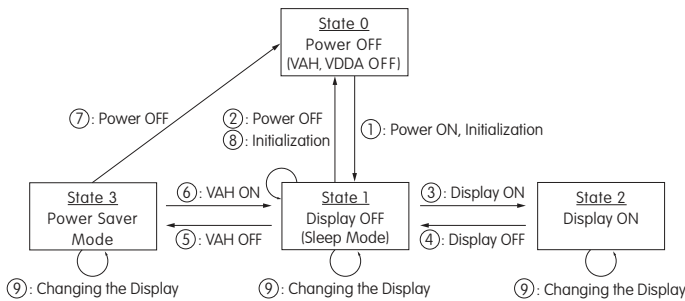 State 0
Power OFF
(VAH, VDDA OFF)
⑦: Power OFF
②: Power OFF
⑧: Initialization
①: Power ON, Initialization
State 3
Power Saver
Mode
⑥: VAH ON
⑤: VAH OFF
State 1
Display OFF
(Sleep Mode)
③: Display ON
④: Display OFF
State 2
Display ON
⑨: Changing the Display
⑨: Changing the Display
⑨: Changing the Display